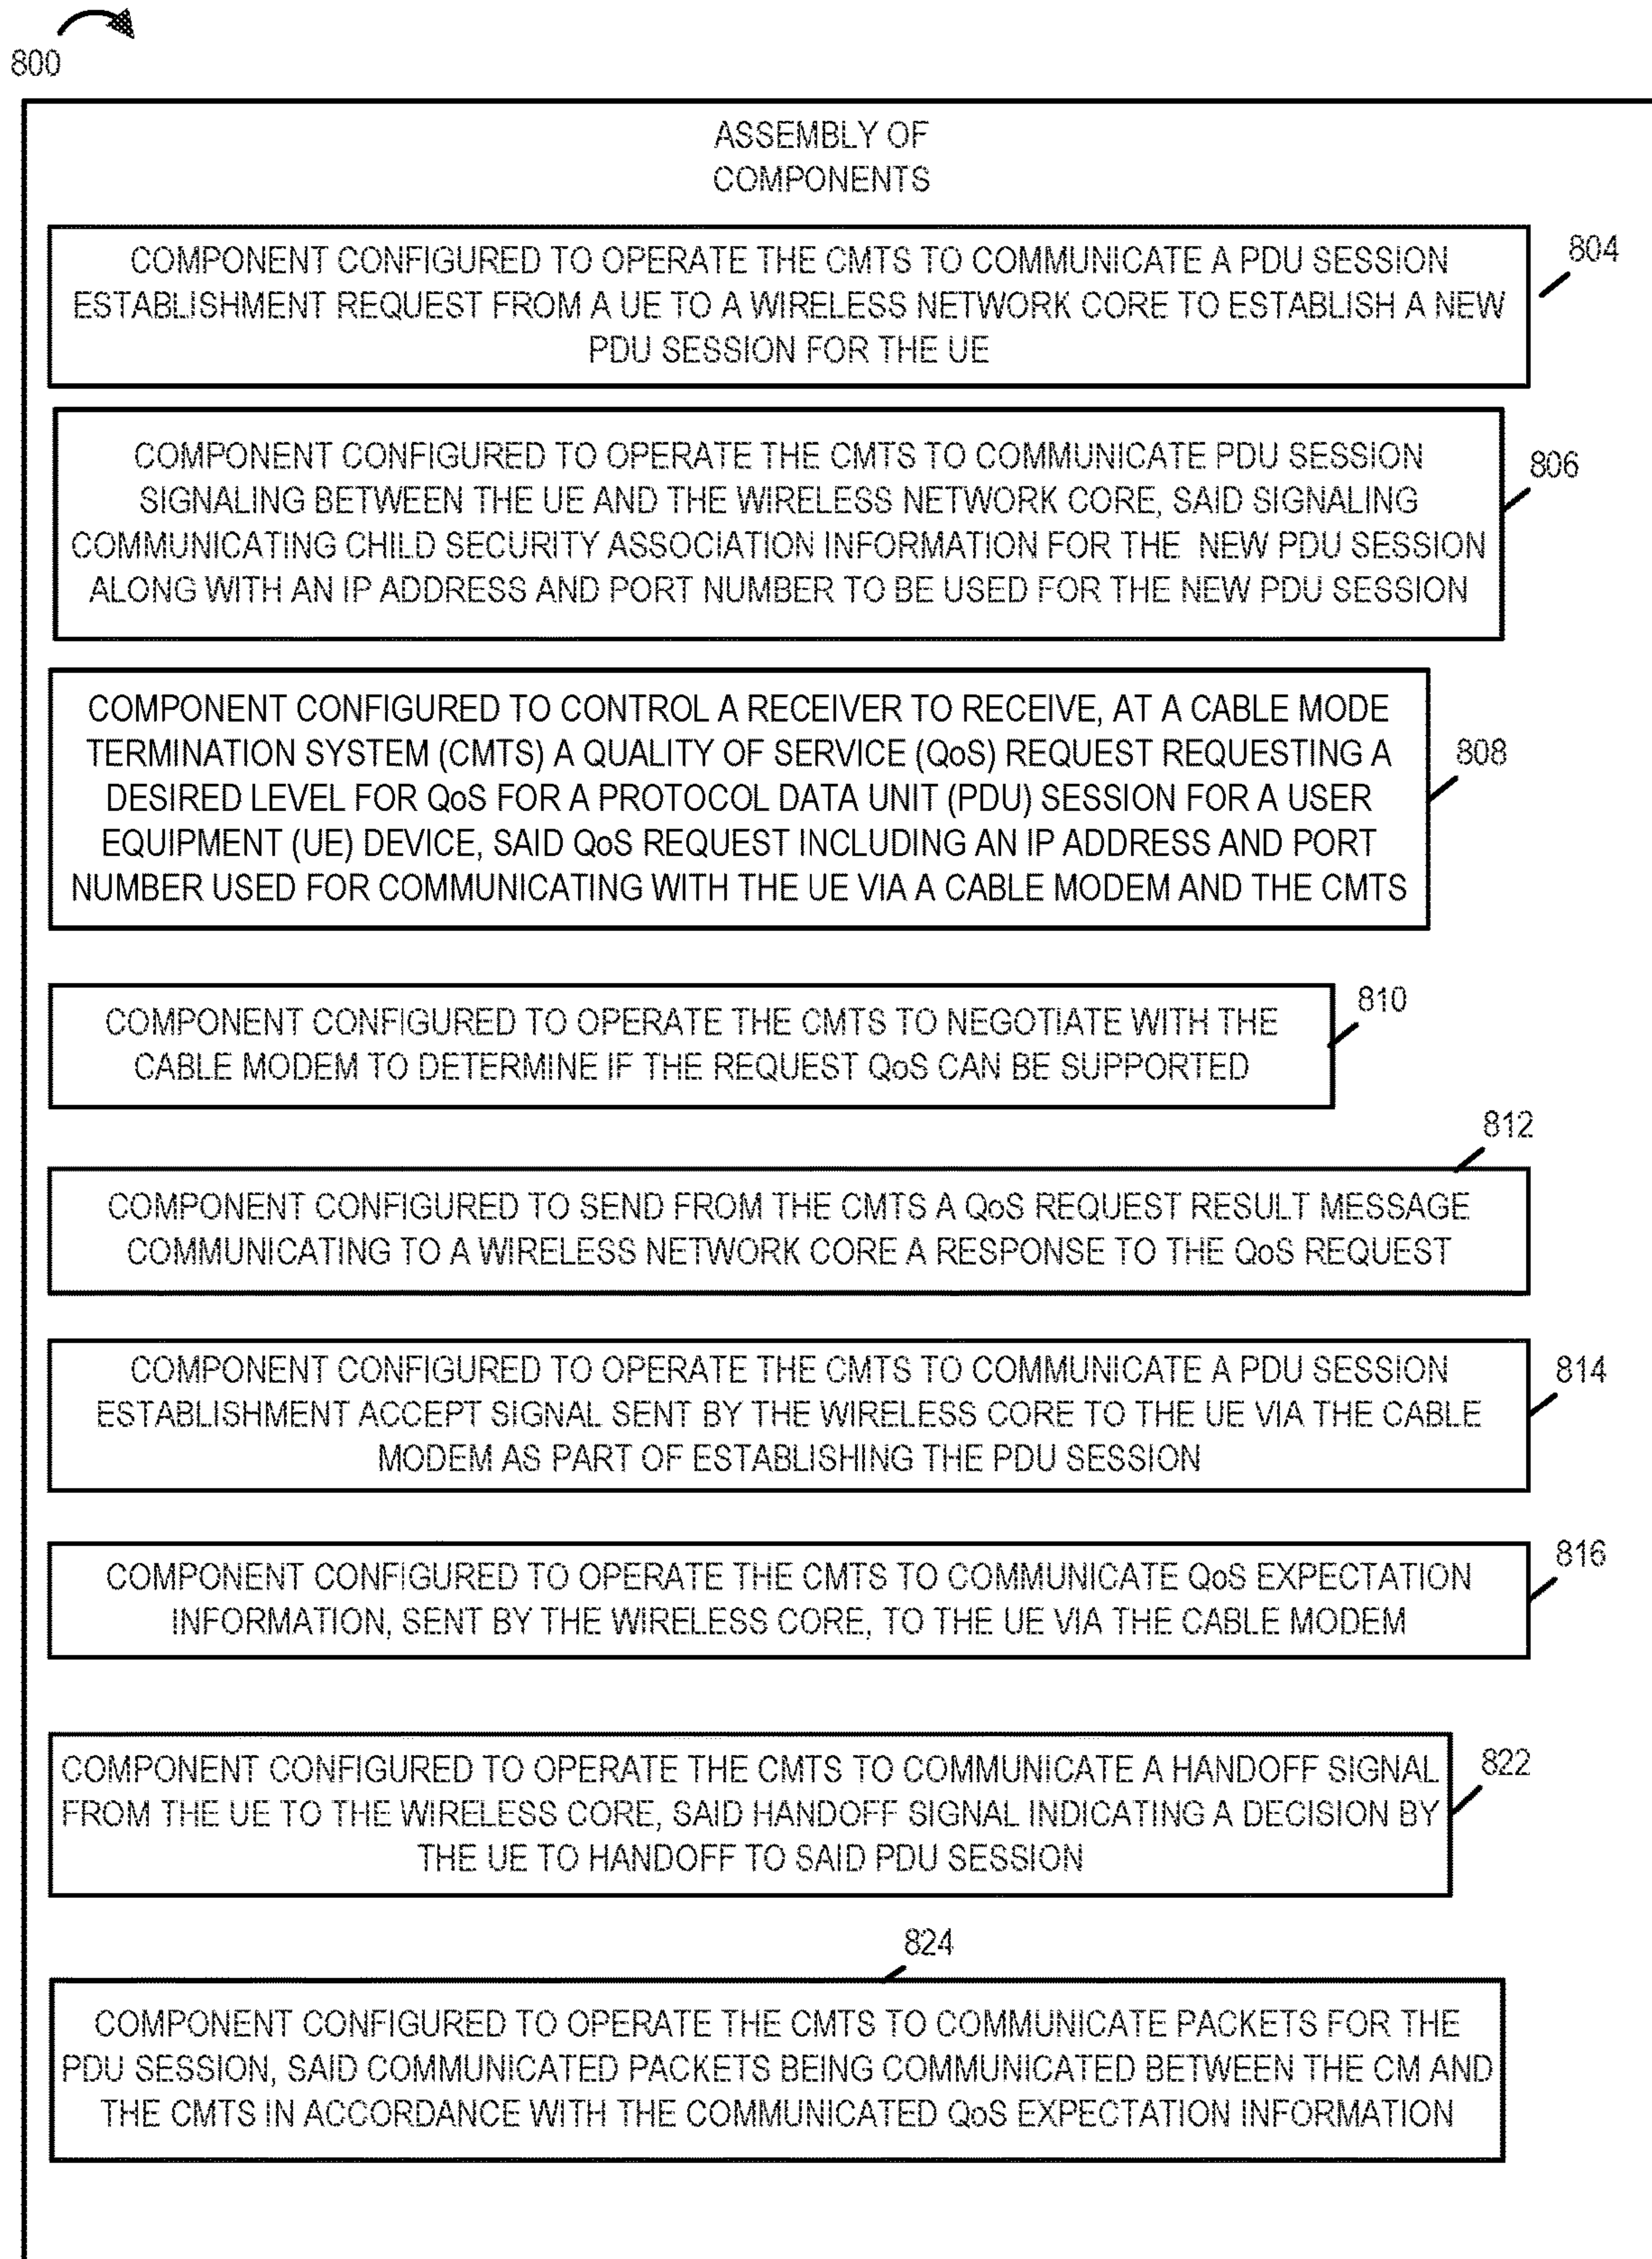 800
ASSEMBLY OF
COMPONENTS
COMPONENT CONFIGURED TO OPERATE THE CMTS TO COMMUNICATE A PDU SESSION
ESTABLISHMENT REQUEST FROM A UE TO A WIRELESS NETWORK CORE TO ESTABLISH A NEW
PDU SESSION FOR THE UE
804
COMPONENT CONFIGURED TO OPERATE THE CMTS TO COMMUNICATE PDU SESSION
SIGNALING BETWEEN THE UE AND THE WIRELESS NETWORK CORE, SAID SIGNALING
COMMUNICATING CHILD SECURITY ASSOCIATION INFORMATION FOR THE NEW PDU SESSION
ALONG WITH AN IP ADDRESS AND PORT NUMBER TO BE USED FOR THE NEW PDU SESSION
806
COMPONENT CONFIGURED TO CONTROL A RECEIVER TO RECEIVE, AT A CABLE MODE
TERMINATION SYSTEM (CMTS) A QUALITY OF SERVICE (QoS) REQUEST REQUESTING A
DESIRED LEVEL FOR QoS FOR A PROTOCOL DATA UNIT (PDU) SESSION FOR A USER
EQUIPMENT (UE) DEVICE, SAID QoS REQUEST INCLUDING AN IP ADDRESS AND PORT
NUMBER USED FOR COMMUNICATING WITH THE UE VIA A CABLE MODEM AND THE CMTS
808
COMPONENT CONFIGURED TO OPERATE THE CMTS TO NEGOTIATE WITH THE
CABLE MODEM TO DETERMINE IF THE REQUEST QoS CAN BE SUPPORTED
810
812
COMPONENT CONFIGURED TO SEND FROM THE CMTS A QoS REQUEST RESULT MESSAGE
COMMUNICATING TO A WIRELESS NETWORK CORE A RESPONSE TO THE QoS REQUEST
COMPONENT CONFIGURED TO OPERATE THE CMTS TO COMMUNICATE A PDU SESSION
ESTABLISHMENT ACCEPT SIGNAL SENT BY THE WIRELESS CORE TO THE UE VIA THE CABLE
MODEM AS PART OF ESTABLISHING THE PDU SESSION
814
COMPONENT CONFIGURED TO OPERATE THE CMTS TO COMMUNICATE QoS EXPECTATION
INFORMATION, SENT BY THE WIRELESS CORE, TO THE UE VIA THE CABLE MODEM
816
COMPONENT CONFIGURED TO OPERATE THE CMTS TO COMMUNICATE A HANDOFF SIGNAL
FROM THE UE TO THE WIRELESS CORE, SAID HANDOFF SIGNAL INDICATING A DECISION BY
THE UE TO HANDOFF TO SAID PDU SESSION
822
824
COMPONENT CONFIGURED TO OPERATE THE CMTS TO COMMUNICATE PACKETS FOR THE
PDU SESSION, SAID COMMUNICATED PACKETS BEING COMMUNICATED BETWEEN THE CM AND
THE CMTS IN ACCORDANCE WITH THE COMMUNICATED QoS EXPECTATION INFORMATION